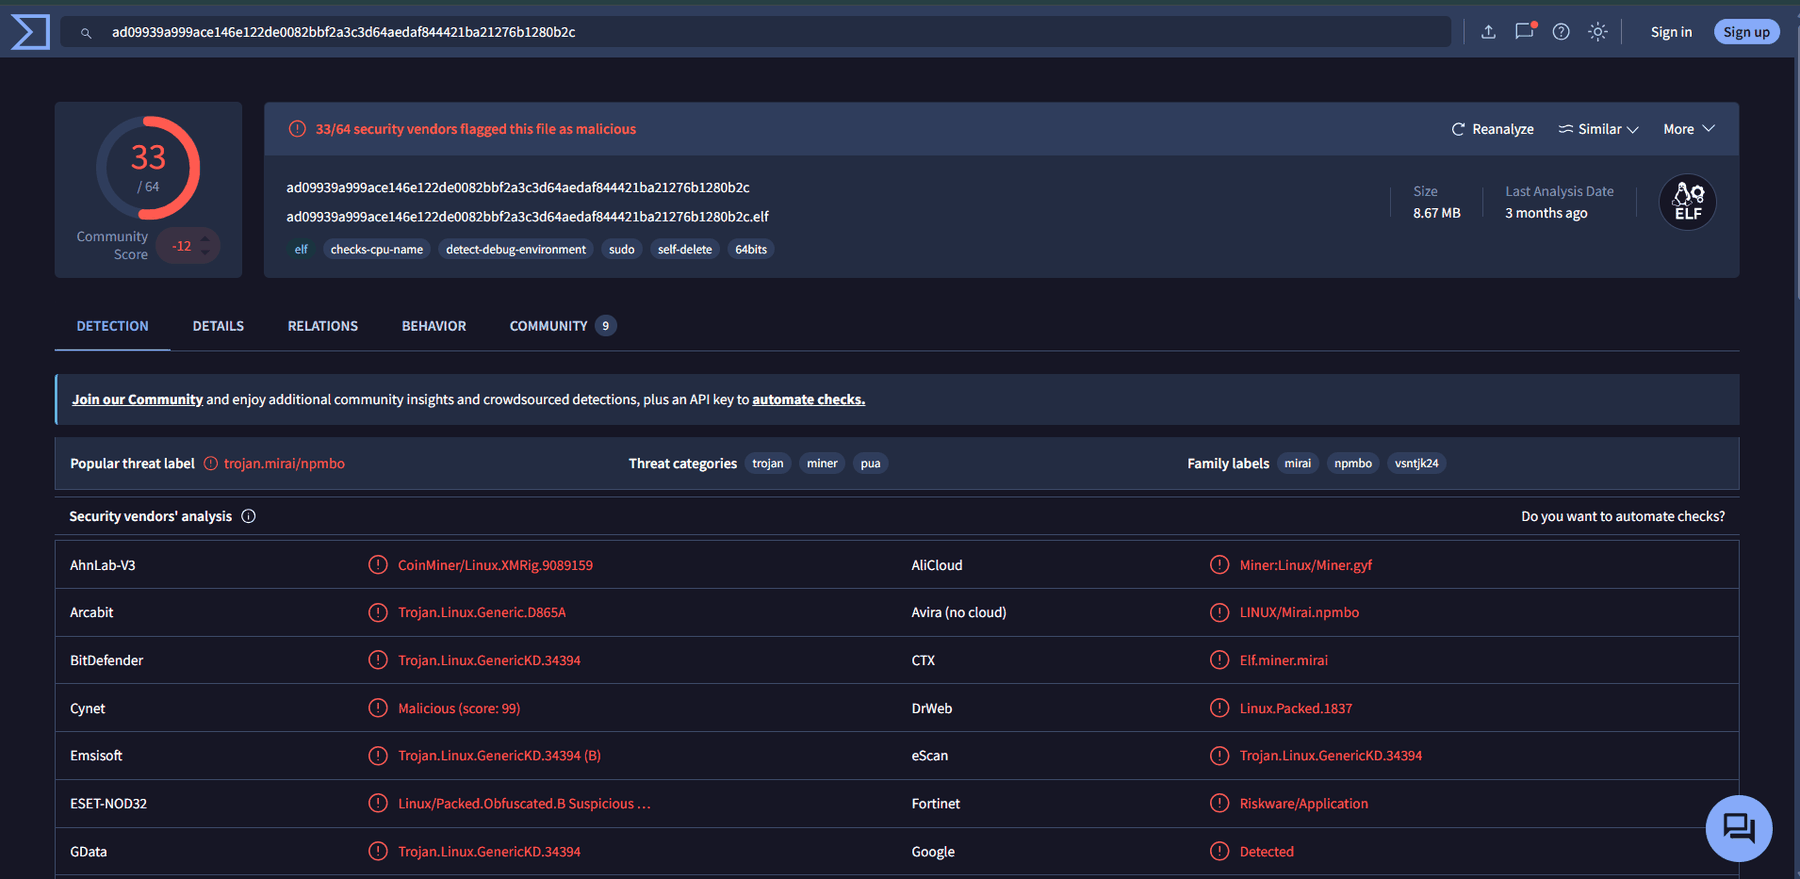 ad09939a999ace146e122de0082bbf2a3c3d64aedaf844421ba21276b1280b2c
Sign in
Sign up
33
/ 64
Community Score
-12
33/64 security vendors flagged this file as malicious
Reanalyze
Similar
More
ad09939a999ace146e122de0082bbf2a3c3d64aedaf844421ba21276b1280b2c
ad09939a999ace146e122de0082bbf2a3c3d64aedaf844421ba21276b1280b2c.elf
elf
checks-cpu-name
detect-debug-environment
sudo
self-delete
64bits
Size
8.67 MB
Last Analysis Date
3 months ago
ELF
DETECTION
DETAILS
RELATIONS
BEHAVIOR
COMMUNITY 9
Join our Community and enjoy additional community insights and crowdsourced detections, plus an API key to automate checks.
Popular threat label trojan.mirai/npmbo
Threat categories trojan miner pua
Family labels mirai npmbo vsntjk24
Security vendors' analysis
Do you want to automate checks?
AhnLab-V3 CoinMiner/Linux.XMRig.9089159 AliCloud Miner:Linux/Miner.gyf
Arcabit Trojan.Linux.Generic.D865A Avira (no cloud) LINUX/Mirai.npmbo
BitDefender Trojan.Linux.GenericKD.34394 CTX Elf.miner.mirai
Cynet Malicious (score: 99) DrWeb Linux.Packed.1837
Emsisoft Trojan.Linux.GenericKD.34394 (B) eScan Trojan.Linux.GenericKD.34394
ESET-NOD32 Linux/Packed.Obfuscated.B Suspicious ... Fortinet Riskware/Application
GData Trojan.Linux.GenericKD.34394 Google Detected